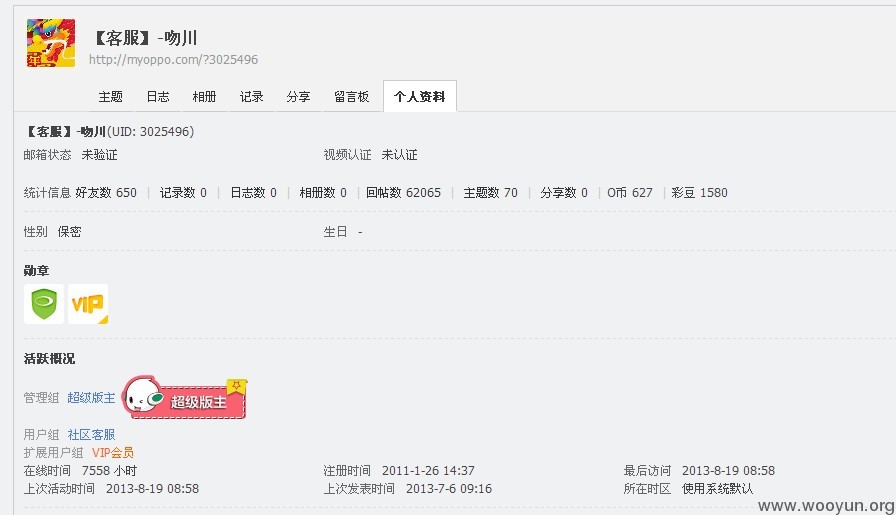 【客服】-吻川
http://myoppo.com/?3025496
主题 日志 相册 记录 分享 留言板 个人资料
【客服】-吻川(UID: 3025496)
邮箱状态 未验证 视频认证 未认证
统计信息 好友数 650 | 记录数 0 | 日志数 0 | 相册数 0 | 回帖数 62065 | 主题数 70 | 分享数 0 | O币 627 | 彩豆 1580
性别 保密 生日 -
勋章
VIP
活跃概况
管理组 超级版主 超级版主
用户组 社区客服
扩展用户组 VIP会员
在线时间 7558 小时 注册时间 2011-1-26 14:37 最后访问 2013-8-19 08:58
上次活动时间 2013-8-19 08:58 上次发表时间 2013-7-6 09:16 所在时区 使用系统默认
www.wooyun.org